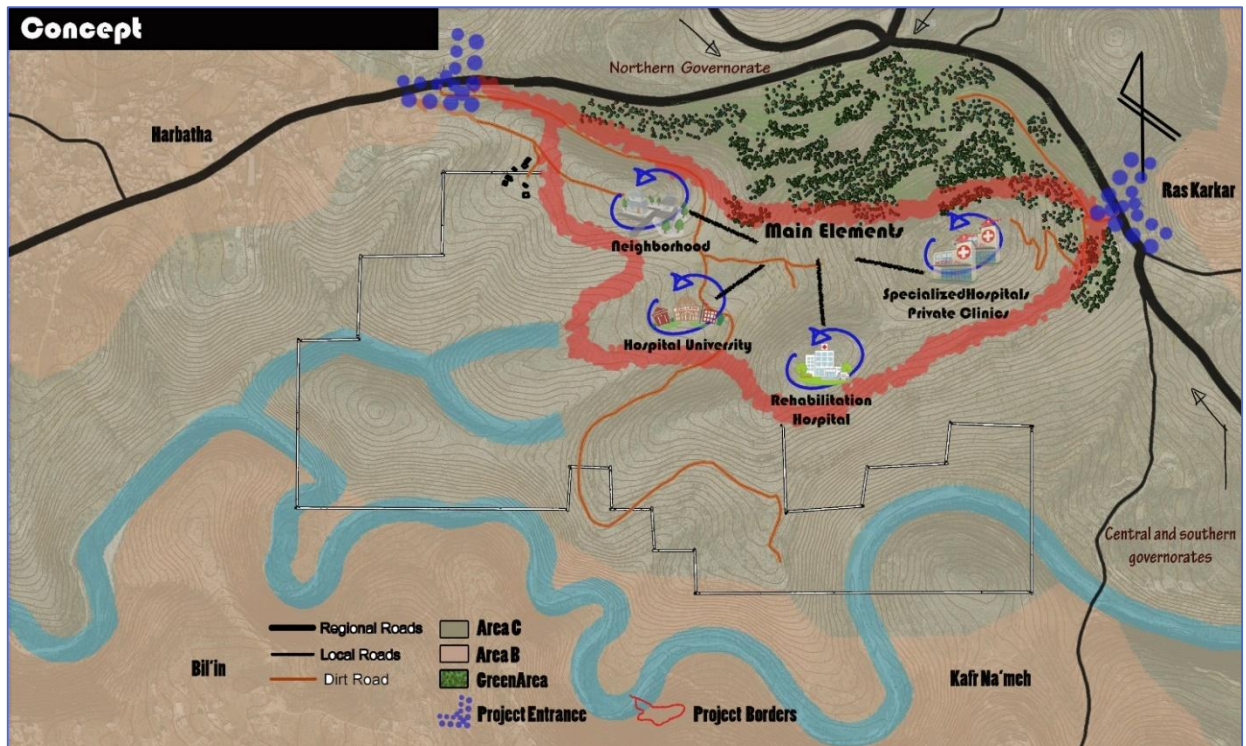 Concept
Northern Governorate
Harbatha
Ras Karkar
Main Elements
Neighborhood
SpecializedHospitals
Private Clinics
Hospital University
Rehabilitation
Hospital
Central and southern
governorates
Regional Roads
Local Roads
Dirt Road
Area C
Area B
GreenArea
Project Entrance
Project Borders
Bil'in
Kafr Na'meh